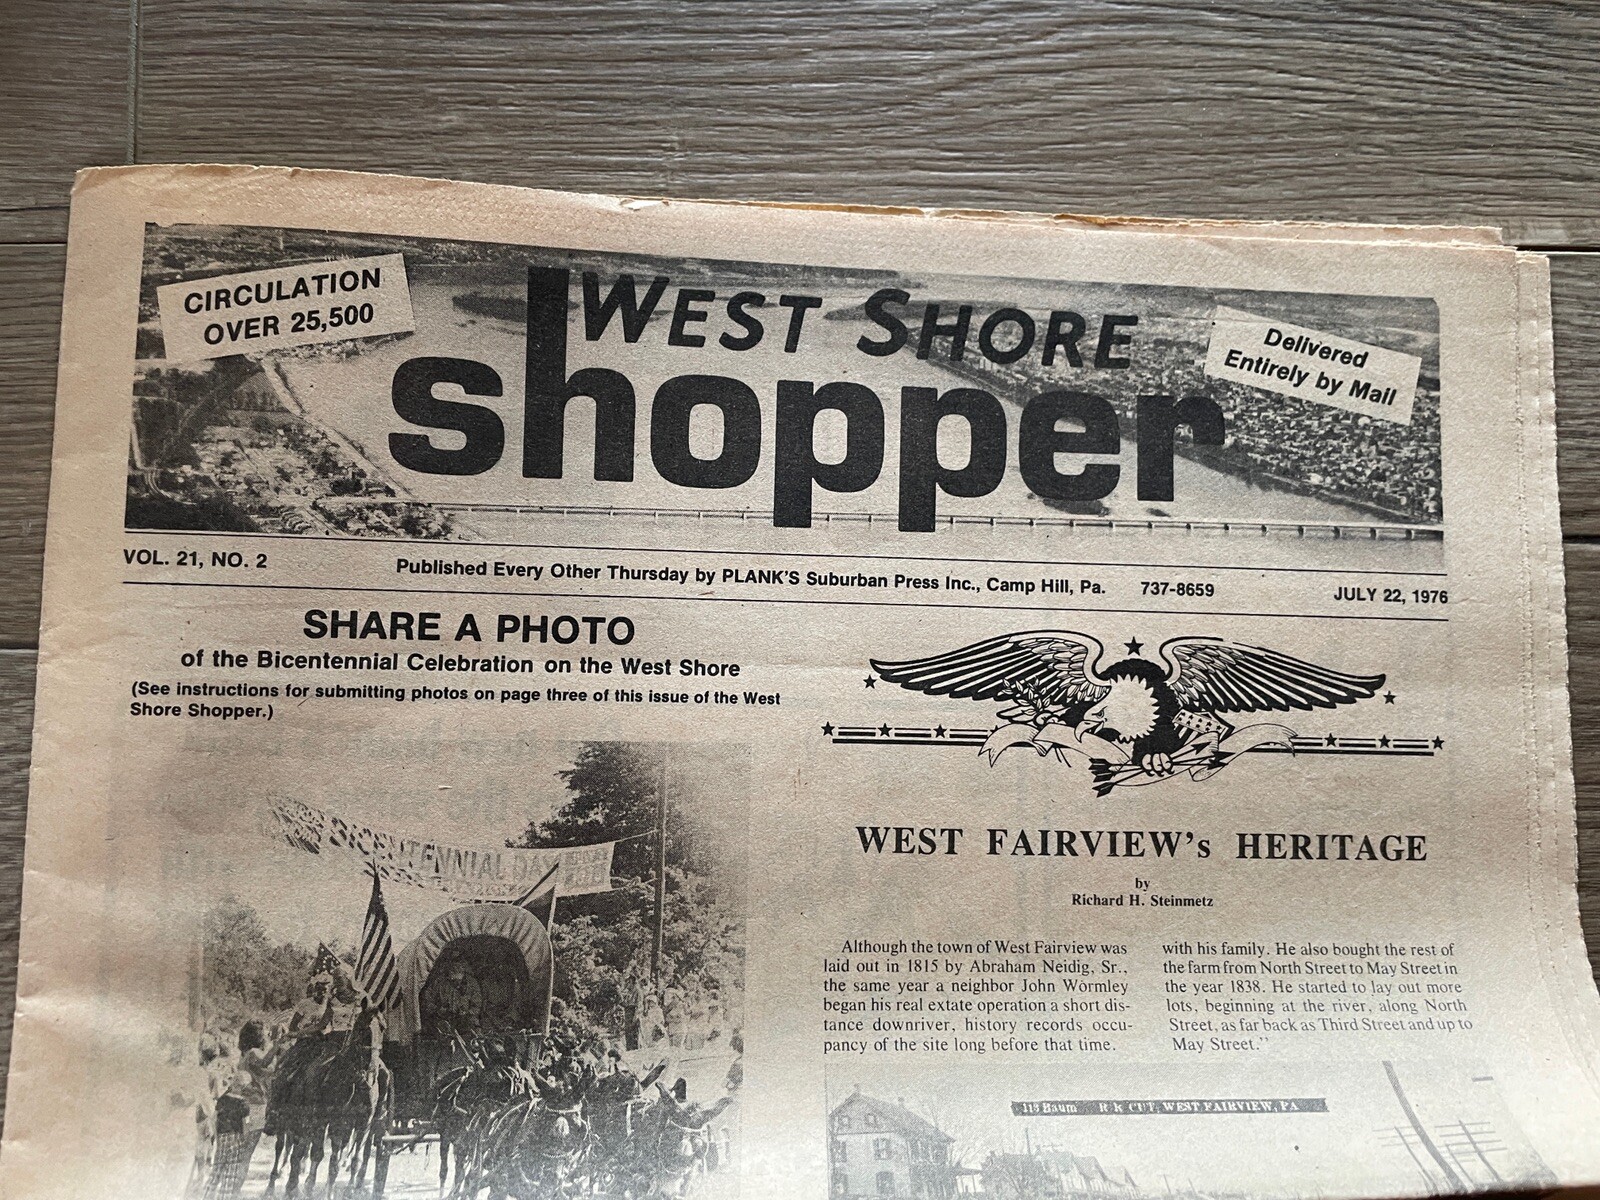 CIRCULATION
OVER 25,500
WEST SHORE
shopper
Delivered
Entirely by Mail
VOL. 21, NO. 2
Published Every Other Thursday by PLANK'S Suburban Press Inc., Camp Hill, Pa.
737-8659
JULY 22, 1976
SHARE A PHOTO
of the Bicentennial Celebration on the West Shore
(See instructions for submitting photos on page three of this issue of the West
Shore Shopper.)
BICENTENNIAL DAY
WEST FAIRVIEW's HERITAGE
by
Richard H. Steinmetz
Although the town of West Fairview was
laid out in 1815 by Abraham Neidig, Sr.,
the same year a neighbor John Wormley
began his real extate operation a short dis-
tance downriver, history records occu-
pancy of the site long before that time.
with his family. He also bought the rest of
the farm from North Street to May Street in
the year 1838. He started to lay out more
lots, beginning at the river, along North
Street, as far back as Third Street and up to
May Street."
113 Baum R R CUT, WEST FAIRVIEW, PA